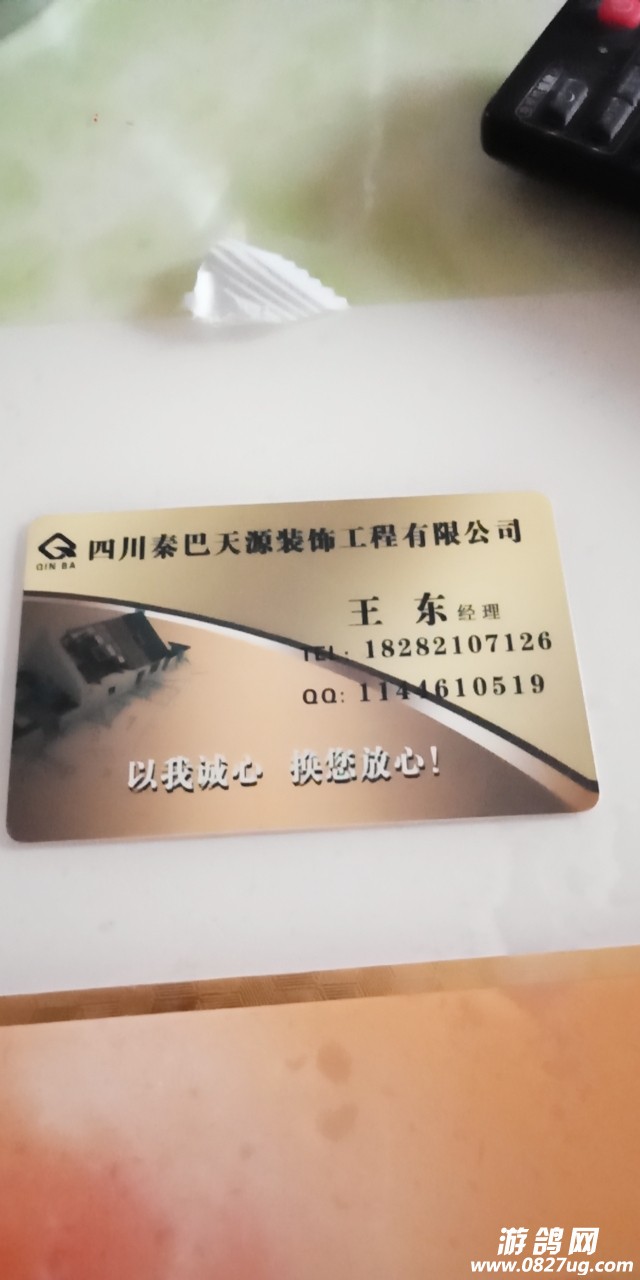 四川秦巴天源装饰工程有限公司
QIN BA
王 东 经理
TEL: 18282107126
QQ: 1144610519
以我诚心 换您放心!
游鸽网
www.0827ug.com